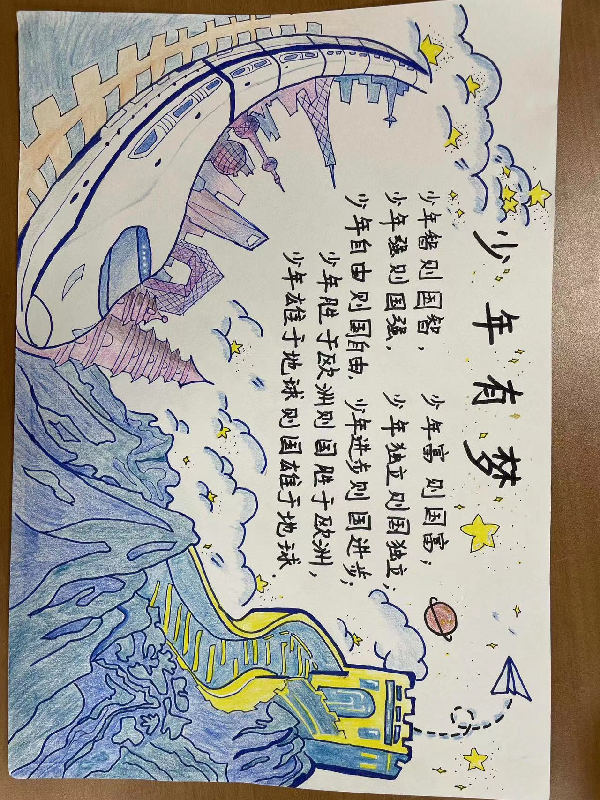 少年有梦
少年智则国智， 少年富则国富；
少年强则国强， 少年独立则国独立；
少年自由则国自由， 少年进步则国进步；
少年胜于欧洲则国胜于欧洲，
少年雄于地球则国雄于地球。